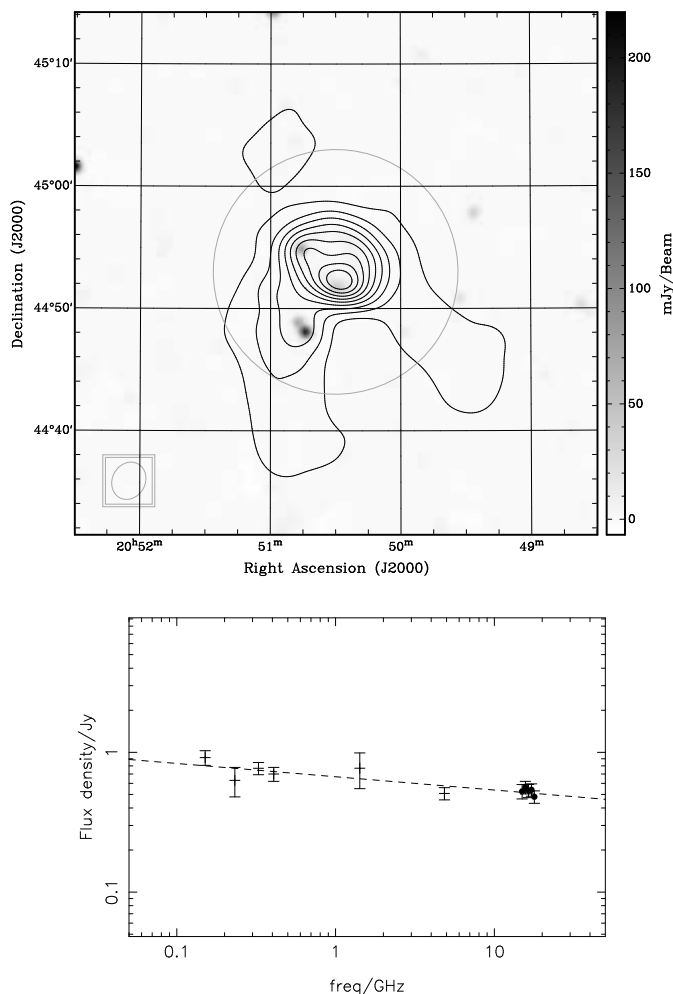 45°10'
45°00'
44°50'
44°40'
Declination (J2000)
20ʰ52ᵐ
51ᵐ
50ᵐ
49ᵐ
Right Ascension (J2000)
200
150
100
50
0
mJy/Beam
Flux density/Jy
1
0.1
0.1
1
10
freq/GHz